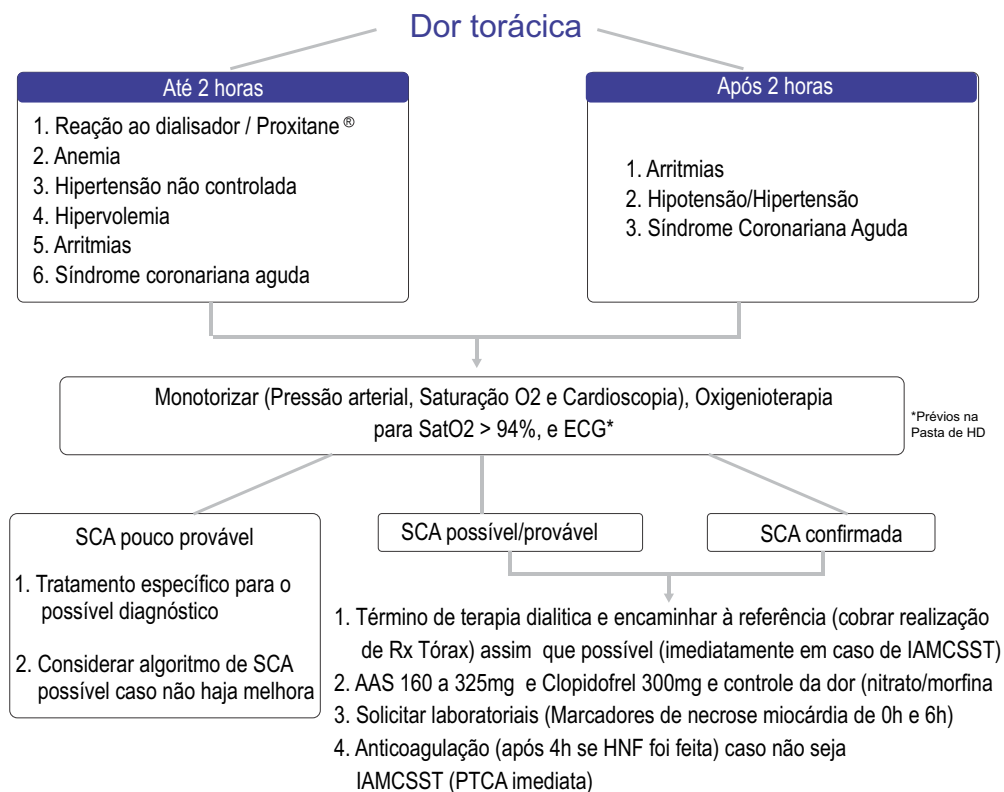 Dor torácica
Até 2 horas
1. Reação ao dialisador / Proxitane ®
2. Anemia
3. Hipertensão não controlada
4. Hipervolemia
5. Arritmias
6. Síndrome coronariana aguda
Após 2 horas
1. Arritmias
2. Hipotensão/Hipertensão
3. Síndrome Coronariana Aguda
Monotorizar (Pressão arterial, Saturação O2 e Cardioscopia), Oxigenioterapia
para SatO2 > 94%, e ECG*
*Prévios na
Pasta de HD
SCA pouco provável
1. Tratamento específico para o
possível diagnóstico
2. Considerar algoritmo de SCA
possível caso não haja melhora
SCA possível/provável
SCA confirmada
1. Término de terapia dialitica e encaminhar à referência (cobrar realização
de Rx Tórax) assim que possível (imediatamente em caso de IAMCSST)
2. AAS 160 a 325mg e Clopidofrel 300mg e controle da dor (nitrato/morfina
3. Solicitar laboratoriais (Marcadores de necrose miocárdia de 0h e 6h)
4. Anticoagulação (após 4h se HNF foi feita) caso não seja
IAMCSST (PTCA imediata)